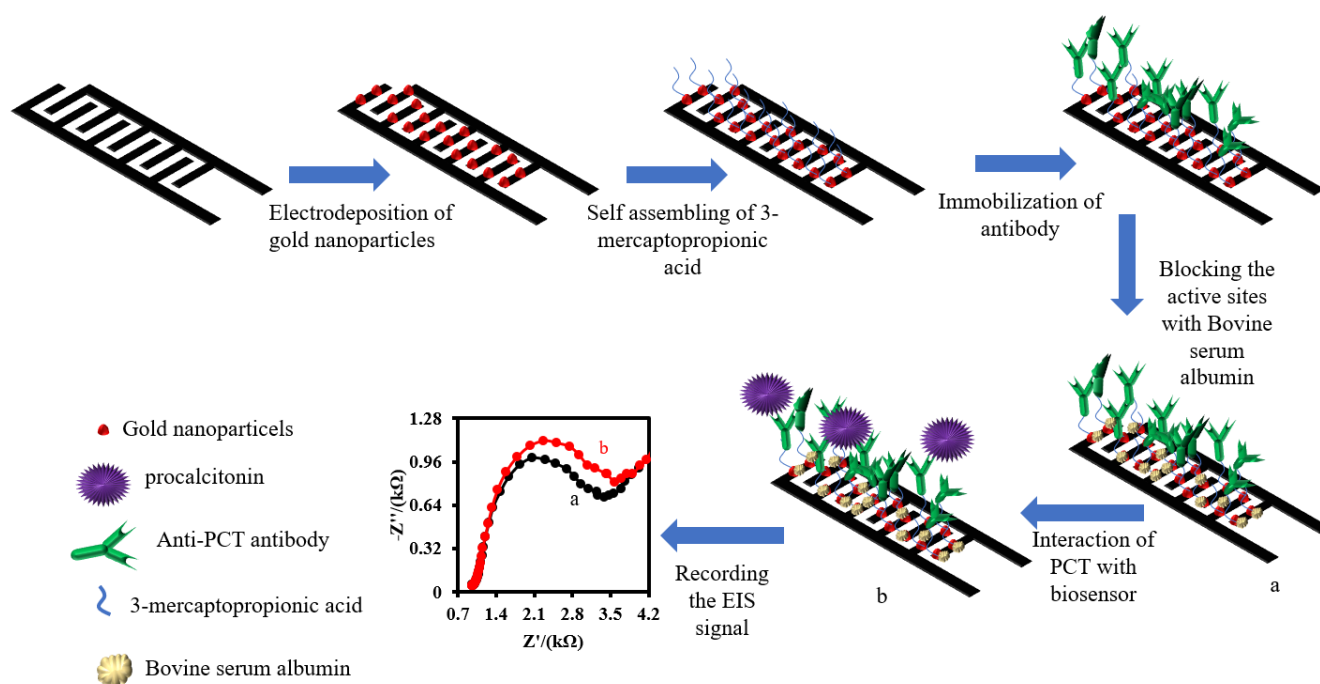 Electrodeposition of
gold nanoparticles
Self assembling of 3-
mercaptopropionic
acid
Immobilization of
antibody
Blocking the
active sites
with Bovine
serum
albumin
a
Interaction of
PCT with
biosensor
b
Recording
the EIS
signal
-Z''/(kΩ)
1.28
0.96
0.64
0.32
0
b
a
0.7 1.4 2.1 2.8 3.5 4.2
Z'/(kΩ)
Gold nanoparticels
procalcitonin
Anti-PCT antibody
3-mercaptopropionic acid
Bovine serum albumin